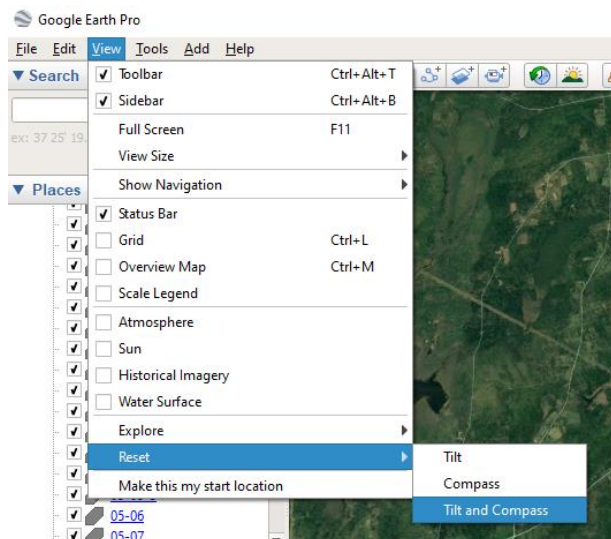 Google Earth Pro
File Edit View Tools Add Help
Search
ex: 37 25' 19.
Places
Toolbar Ctrl+Alt+T
Sidebar Ctrl+Alt+B
Full Screen F11
View Size
Show Navigation
Status Bar
Grid Ctrl+L
Overview Map Ctrl+M
Scale Legend
Atmosphere
Sun
Historical Imagery
Water Surface
Explore
Reset
Make this my start location
Tilt
Compass
Tilt and Compass
05-06
05-07